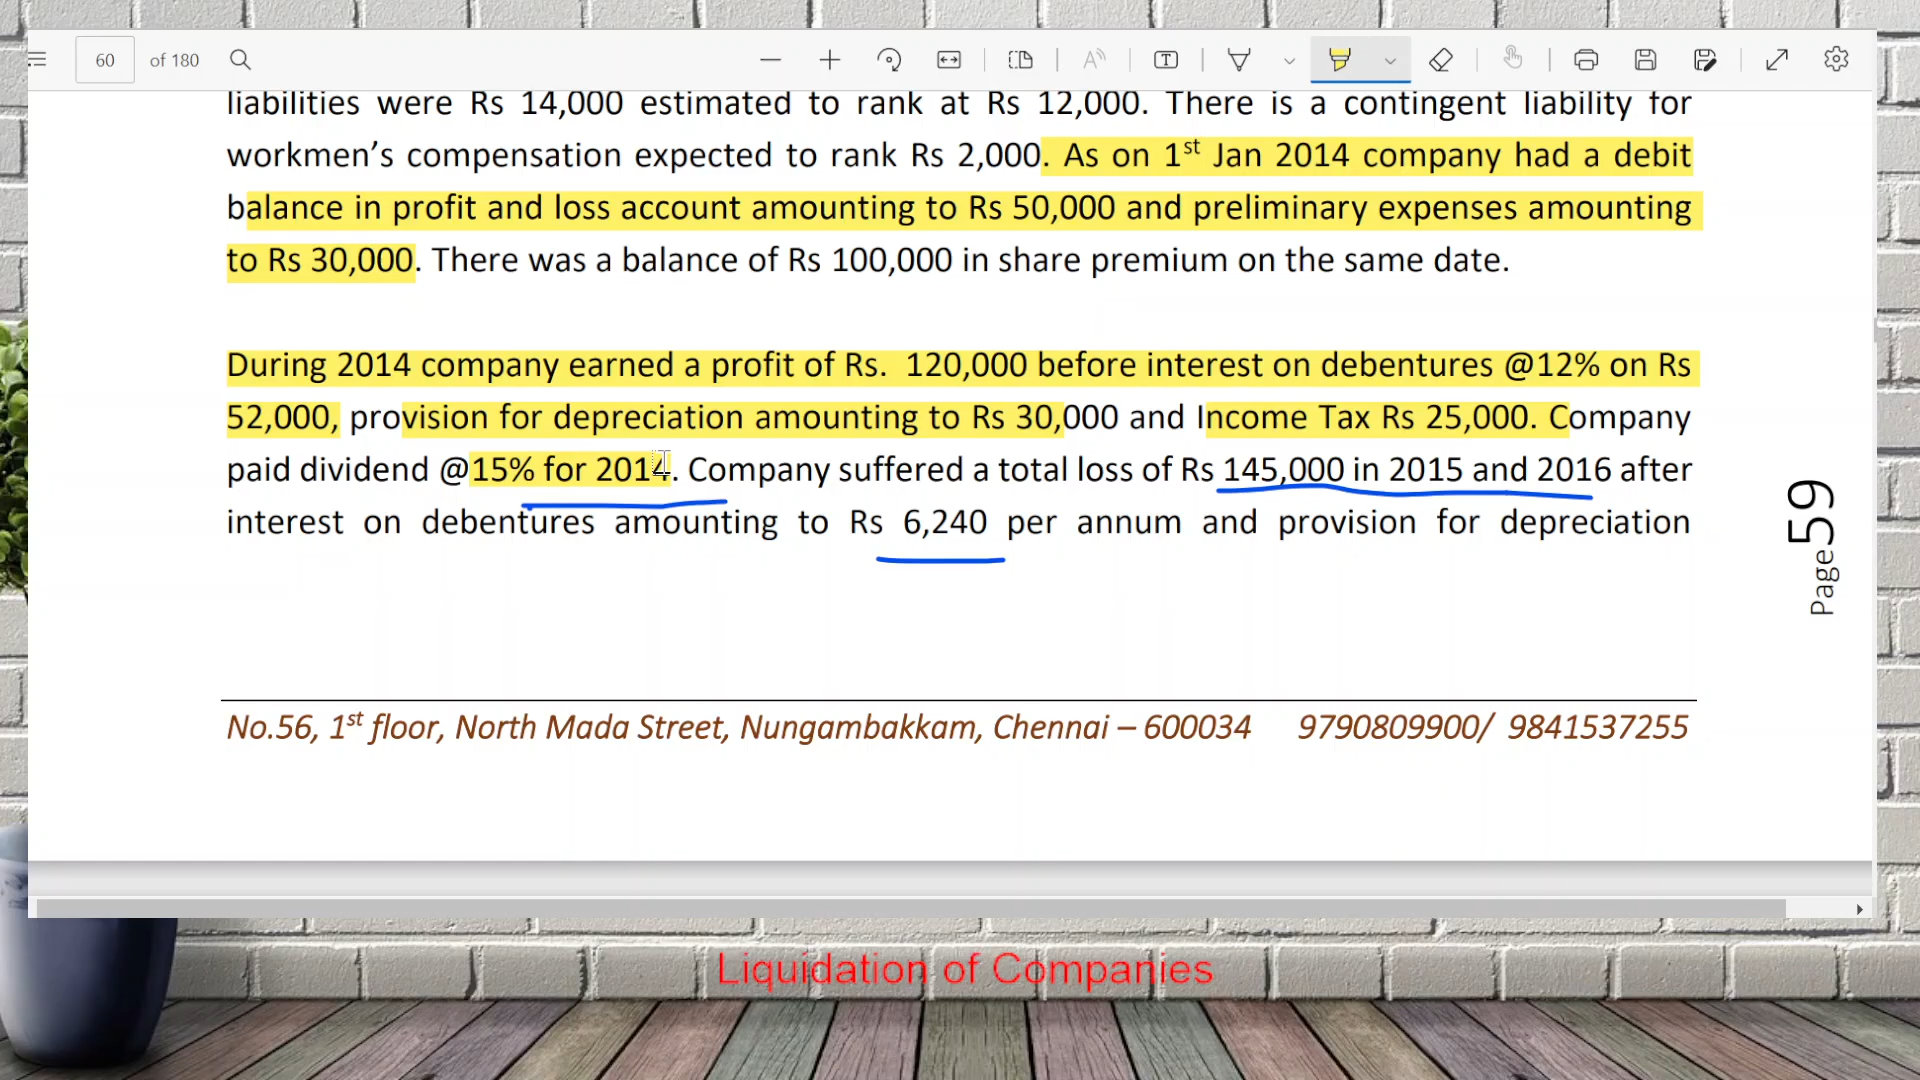 60 of 180
liabilities were Rs 14,000 estimated to rank at Rs 12,000. There is a contingent liability for
workmen’s compensation expected to rank Rs 2,000. As on 1st Jan 2014 company had a debit
balance in profit and loss account amounting to Rs 50,000 and preliminary expenses amounting
to Rs 30,000. There was a balance of Rs 100,000 in share premium on the same date.
During 2014 company earned a profit of Rs. 120,000 before interest on debentures @12% on Rs
52,000, provision for depreciation amounting to Rs 30,000 and Income Tax Rs 25,000. Company
paid dividend @15% for 2014. Company suffered a total loss of Rs 145,000 in 2015 and 2016 after
interest on debentures amounting to Rs 6,240 per annum and provision for depreciation
Page59
No.56, 1st floor, North Mada Street, Nungambakkam, Chennai – 600034 9790809900/ 9841537255
Liquidation of Companies